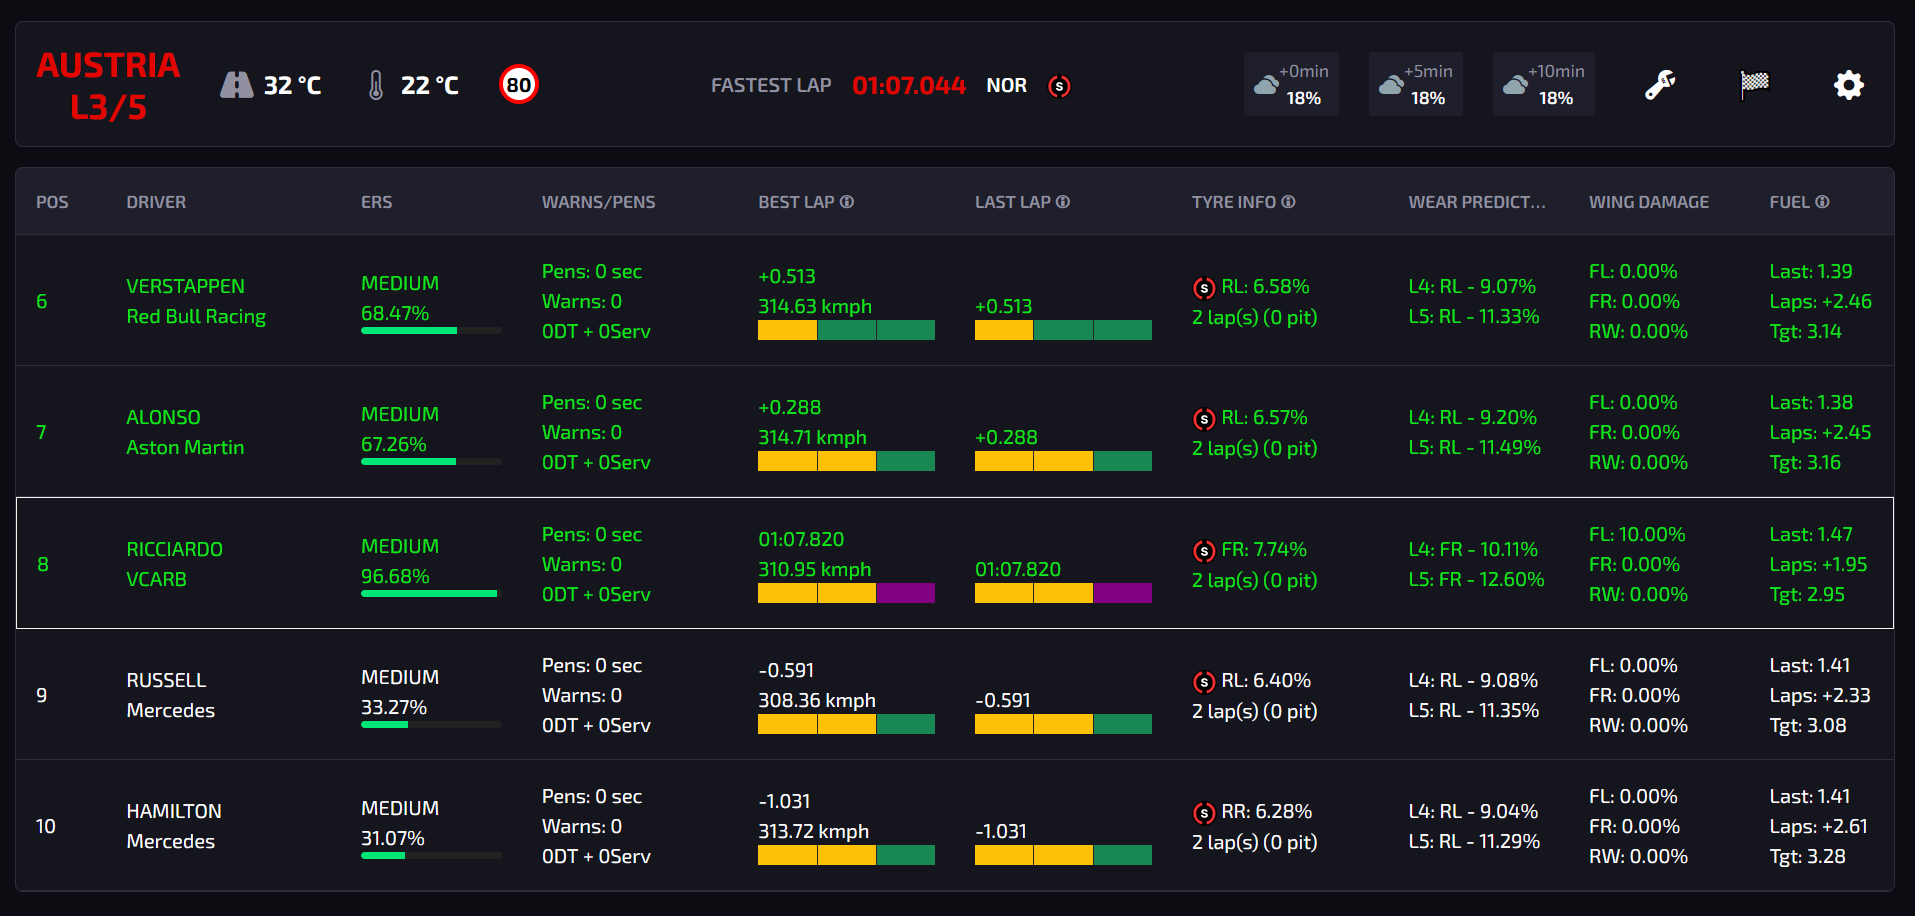 AUSTRIA
L3/5
32 °C
22 °C
80
FASTEST LAP 01:07.044 NOR S
+0min
18%
+5min
18%
+10min
18%
POS DRIVER ERS WARNS/PENS BEST LAP LAST LAP TYRE INFO WEAR PREDICT... WING DAMAGE FUEL
6
VERSTAPPEN
Red Bull Racing
MEDIUM
68.47%
Pens: 0 sec
Warns: 0
0DT + 0Serv
+0.513
314.63 kmph
+0.513
S RL: 6.58%
2 lap(s) (0 pit)
L4: RL - 9.07%
L5: RL - 11.33%
FL: 0.00%
FR: 0.00%
RW: 0.00%
Last: 1.39
Laps: +2.46
Tgt: 3.14
7
ALONSO
Aston Martin
MEDIUM
67.26%
Pens: 0 sec
Warns: 0
0DT + 0Serv
+0.288
314.71 kmph
+0.288
S RL: 6.57%
2 lap(s) (0 pit)
L4: RL - 9.20%
L5: RL - 11.49%
FL: 0.00%
FR: 0.00%
RW: 0.00%
Last: 1.38
Laps: +2.45
Tgt: 3.16
8
RICCIARDO
VCARB
MEDIUM
96.68%
Pens: 0 sec
Warns: 0
0DT + 0Serv
01:07.820
310.95 kmph
01:07.820
S FR: 7.74%
2 lap(s) (0 pit)
L4: FR - 10.11%
L5: FR - 12.60%
FL: 10.00%
FR: 0.00%
RW: 0.00%
Last: 1.47
Laps: +1.95
Tgt: 2.95
9
RUSSELL
Mercedes
MEDIUM
33.27%
Pens: 0 sec
Warns: 0
0DT + 0Serv
-0.591
308.36 kmph
-0.591
S RL: 6.40%
2 lap(s) (0 pit)
L4: RL - 9.08%
L5: RL - 11.35%
FL: 0.00%
FR: 0.00%
RW: 0.00%
Last: 1.41
Laps: +2.33
Tgt: 3.08
10
HAMILTON
Mercedes
MEDIUM
31.07%
Pens: 0 sec
Warns: 0
0DT + 0Serv
-1.031
313.72 kmph
-1.031
S RR: 6.28%
2 lap(s) (0 pit)
L4: RL - 9.04%
L5: RL - 11.29%
FL: 0.00%
FR: 0.00%
RW: 0.00%
Last: 1.41
Laps: +2.61
Tgt: 3.28